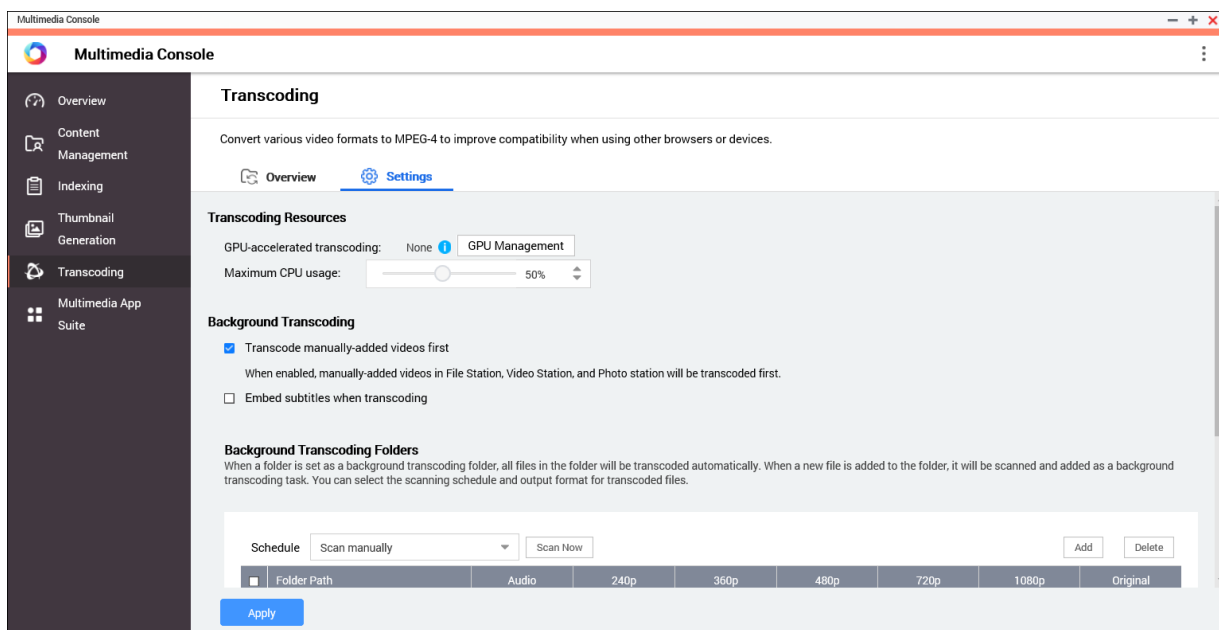 Multimedia Console
Multimedia Console
Overview
Content
Management
Indexing
Thumbnail
Generation
Transcoding
Multimedia App
Suite
Transcoding
Convert various video formats to MPEG-4 to improve compatibility when using other browsers or devices.
Overview Settings
Transcoding Resources
GPU-accelerated transcoding: None GPU Management
Maximum CPU usage: 50%
Background Transcoding
Transcode manually-added videos first
When enabled, manually-added videos in File Station, Video Station, and Photo station will be transcoded first.
Embed subtitles when transcoding
Background Transcoding Folders
When a folder is set as a background transcoding folder, all files in the folder will be transcoded automatically. When a new file is added to the folder, it will be scanned and added as a background
transcoding task. You can select the scanning schedule and output format for transcoded files.
Schedule Scan manually Scan Now Add Delete
Folder Path Audio 240p 360p 480p 720p 1080p Original
Apply